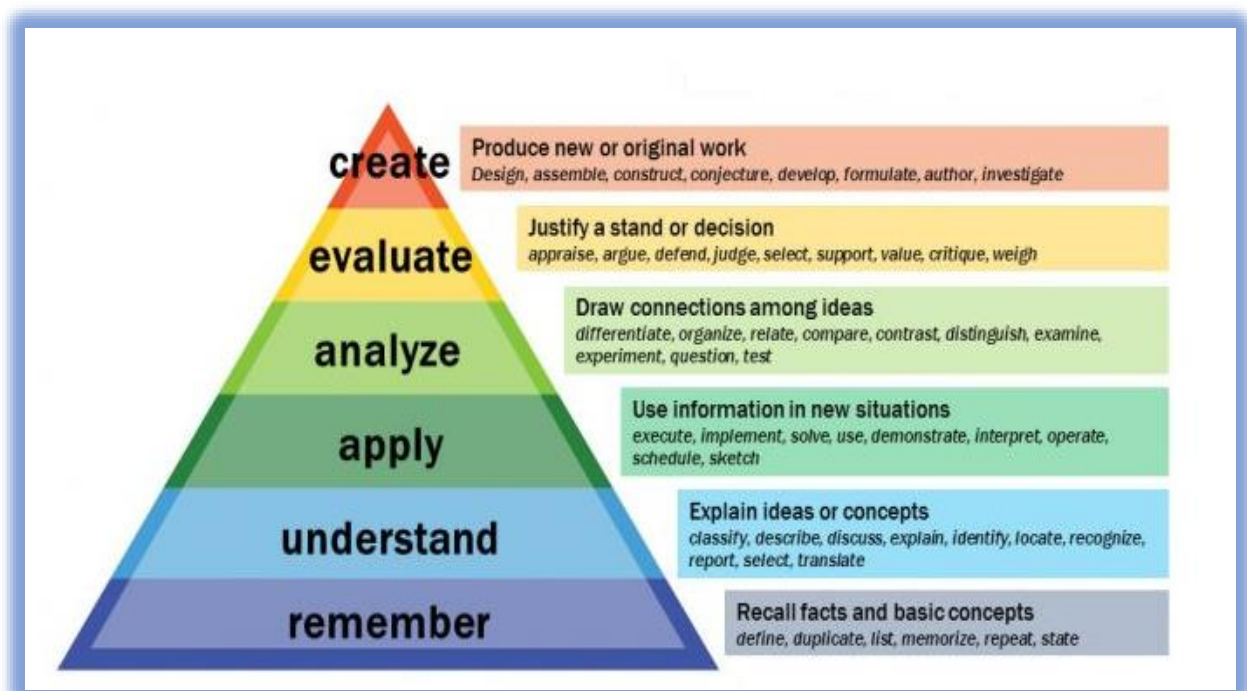 create
Produce new or original work
Design, assemble, construct, conjecture, develop, formulate, author, investigate
evaluate
Justify a stand or decision
appraise, argue, defend, judge, select, support, value, critique, weigh
analyze
Draw connections among ideas
differentiate, organize, relate, compare, contrast, distinguish, examine,
experiment, question, test
apply
Use information in new situations
execute, implement, solve, use, demonstrate, interpret, operate,
schedule, sketch
understand
Explain ideas or concepts
classify, describe, discuss, explain, identify, locate, recognize,
report, select, translate
remember
Recall facts and basic concepts
define, duplicate, list, memorize, repeat, state